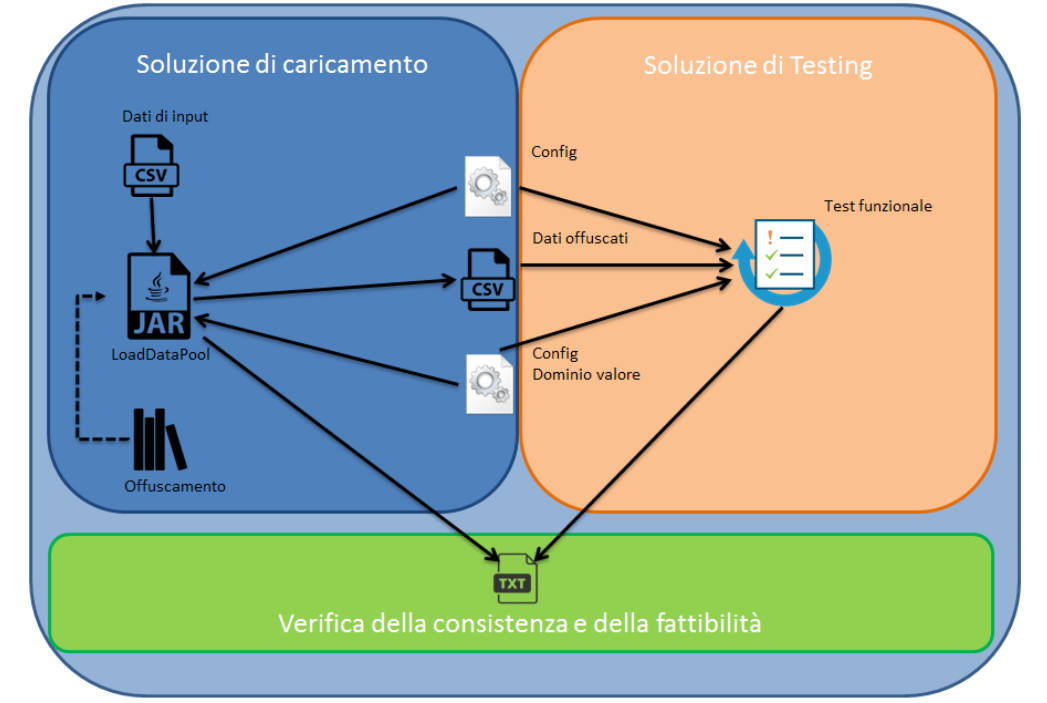 Soluzione di caricamento
Soluzione di Testing
Dati di input
CSV
Config
Test funzionale
Dati offuscati
CSV
JAR
LoadDataPool
Config
Dominio valore
Offuscamento
TXT
Verifica della consistenza e della fattibilità